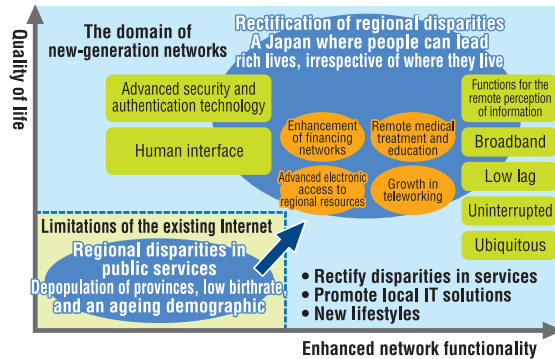 Quality of life
The domain of
new-generation networks
Rectification of regional disparities
A Japan where people can lead
rich lives, irrespective of where they live
Advanced security and
authentication technology
Human interface
Enhancement
of financing
networks
Remote medical
treatment and
education
Advanced electronic
access to
regional resources
Growth in
teleworking
Functions for the
remote perception
of information
Broadband
Low lag
Uninterrupted
Ubiquitous
Limitations of the existing Internet
Regional disparities in
public services
Depopulation of provinces, low birthrate,
and an ageing demographic
• Rectify disparities in services
• Promote local IT solutions
• New lifestyles
Enhanced network functionality